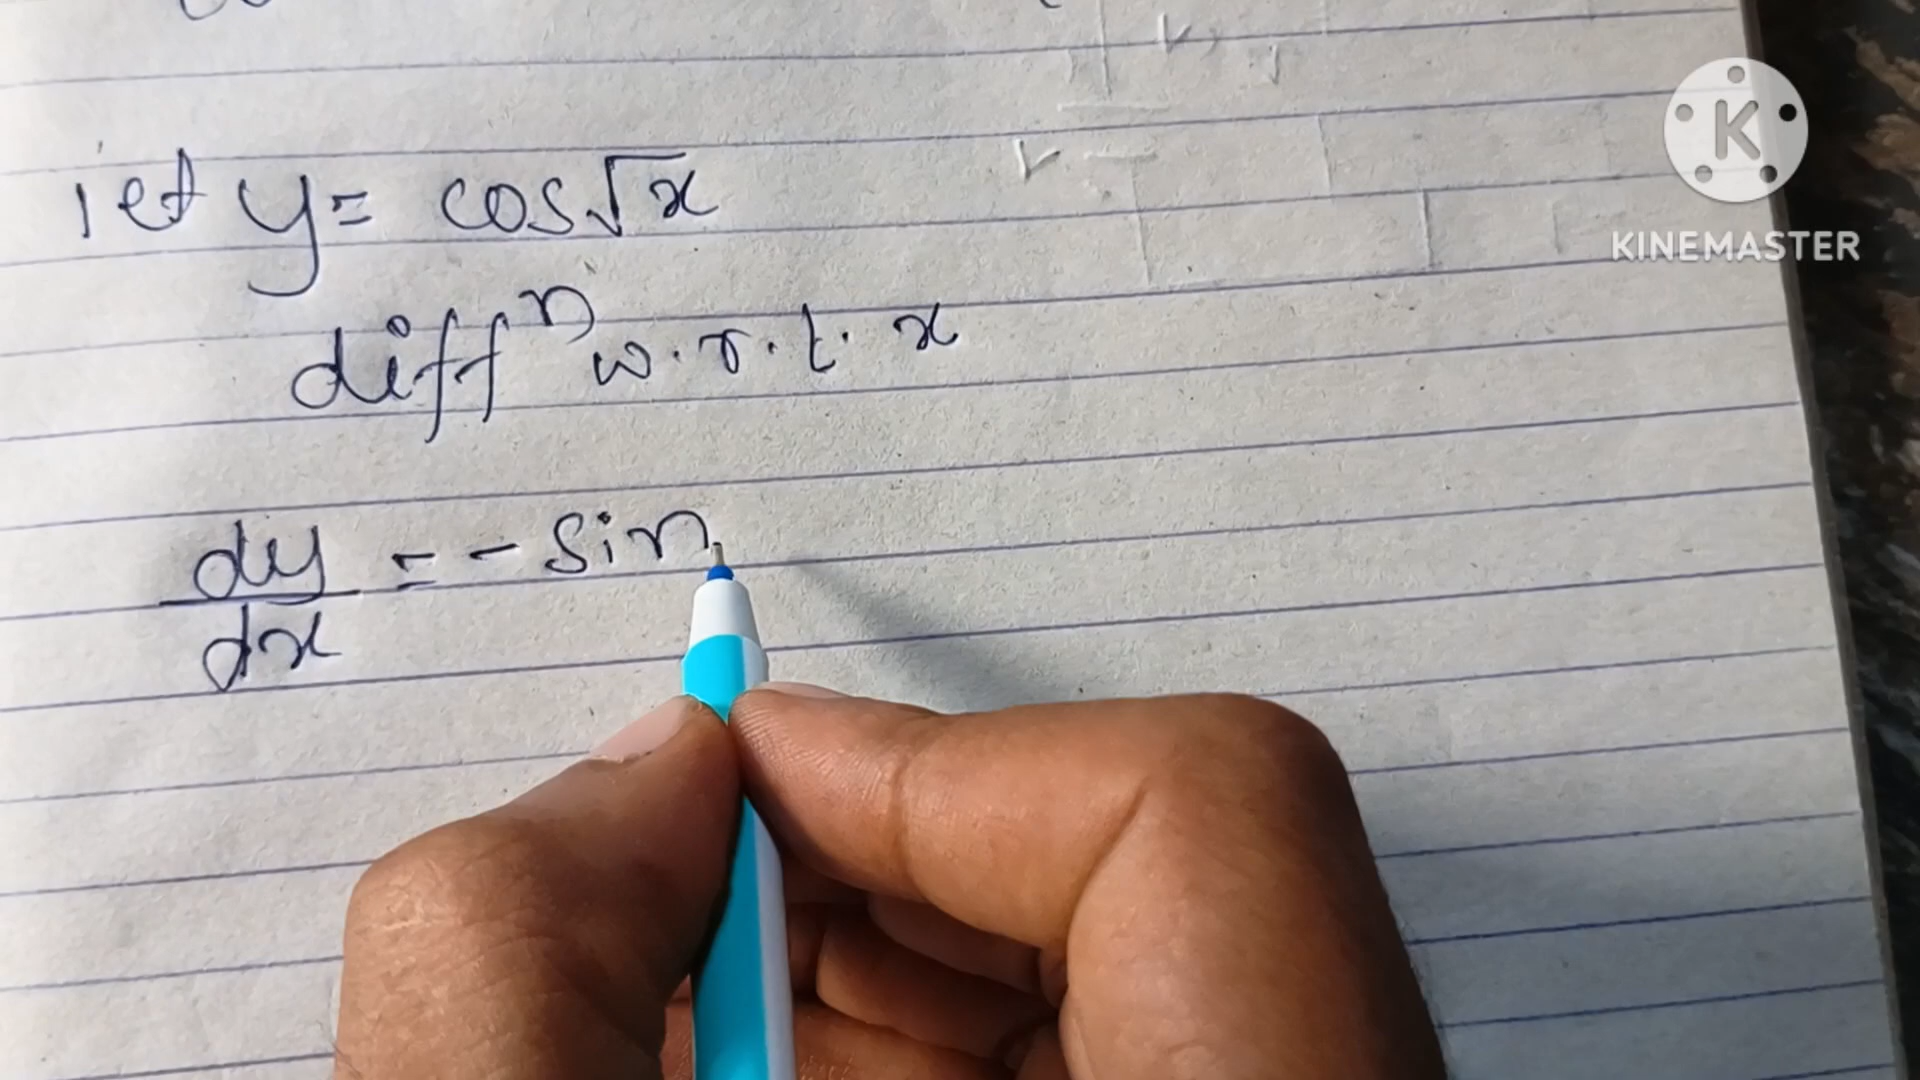 let y = cos√x
diffⁿ w.r.t. x
dy/dx = - sin
KINEMASTER